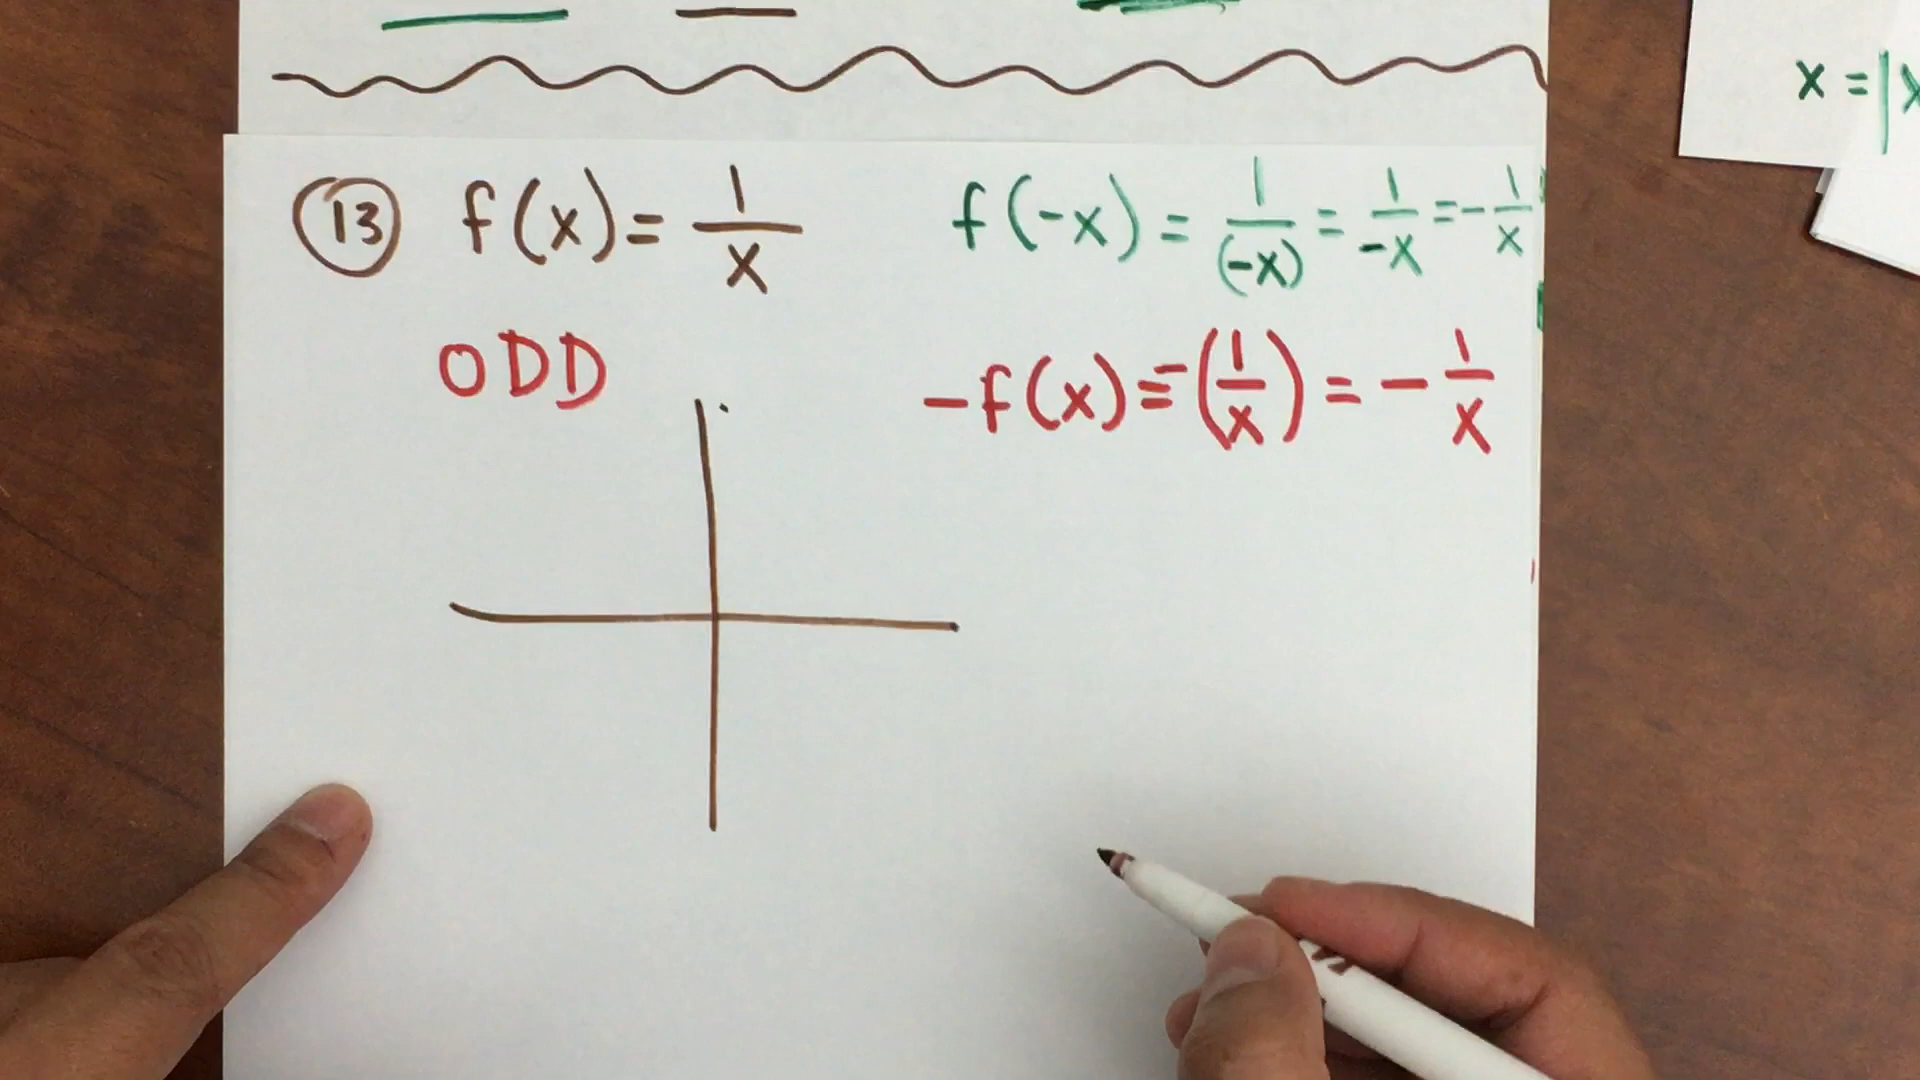 x = |x
13 f(x) = 1/x
f(-x) = 1/(-x) = 1/-x = - 1/x
ODD
-f(x) = -(1/x) = - 1/x